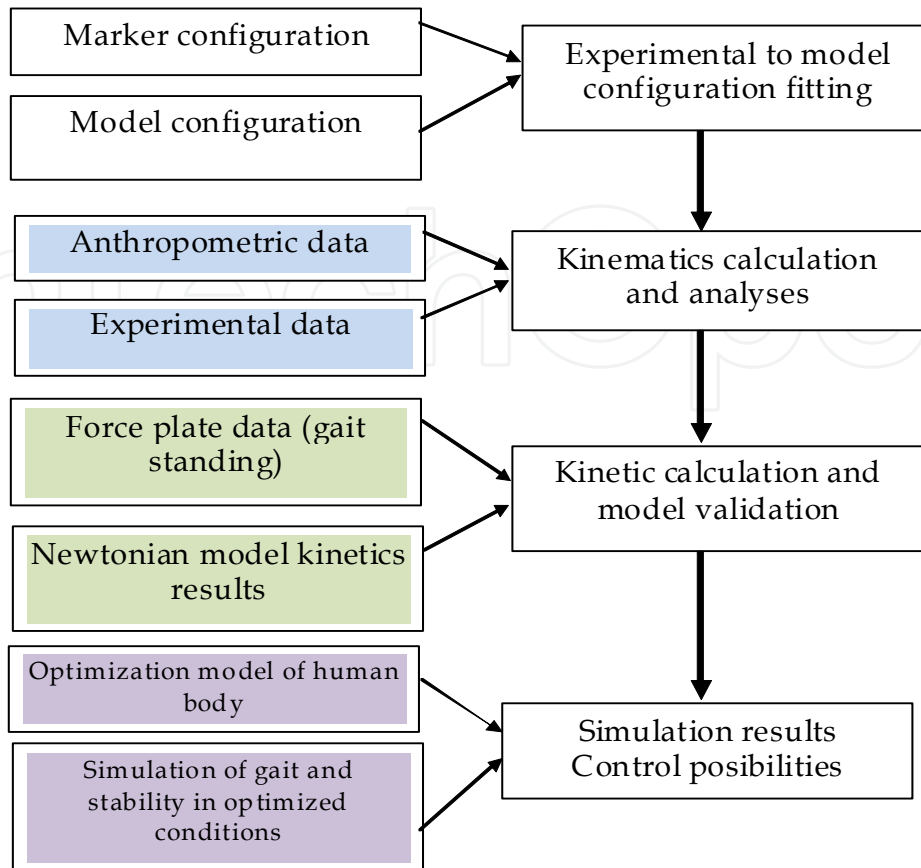 Marker configuration
Model configuration
Experimental to model
configuration fitting
Anthropometric data
Experimental data
Kinematics calculation
and analyses
Force plate data (gait
standing)
Newtonian model kinetics
results
Kinetic calculation and
model validation
Optimization model of human
body
Simulation of gait and
stability in optimized
conditions
Simulation results
Control posibilities